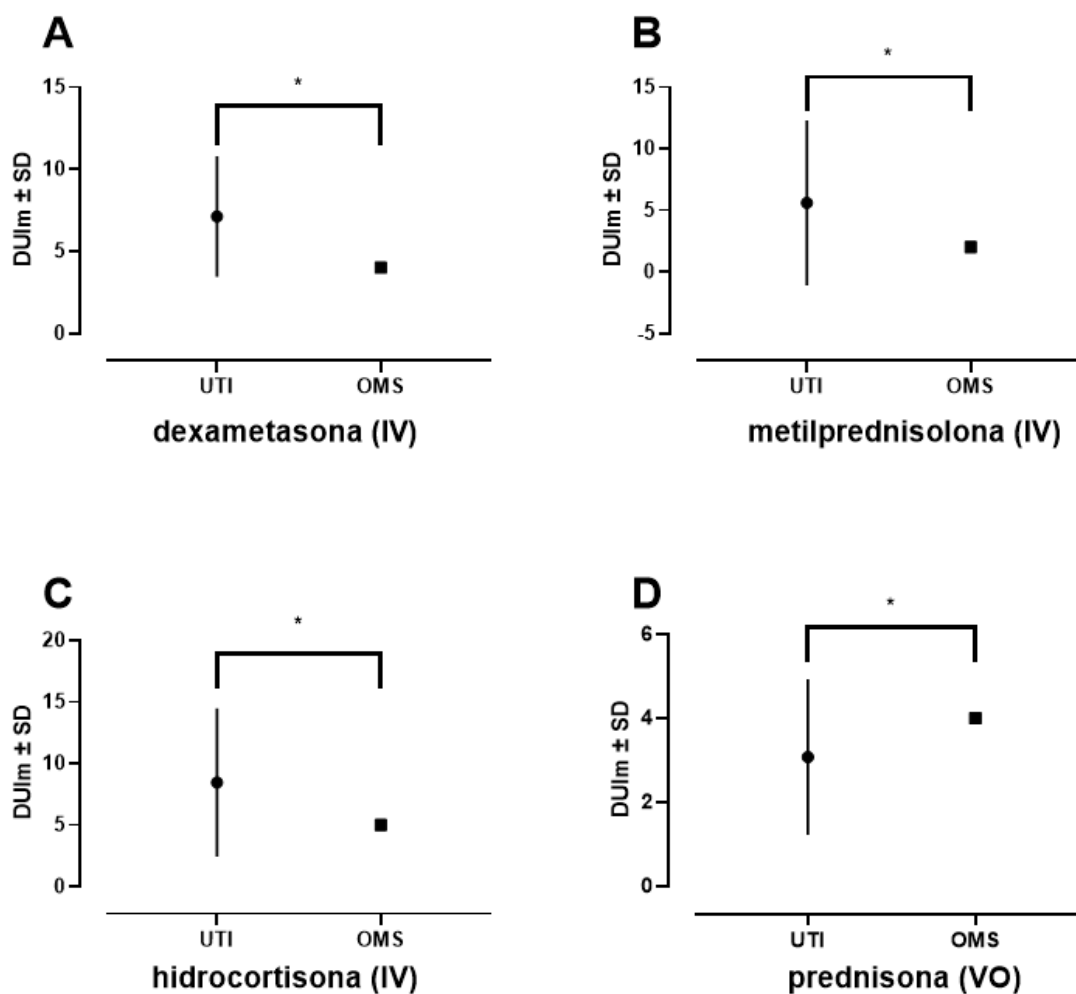 A
*
15
10
5
0
DUIm ± SD
UTI
OMS
dexametasona (IV)
B
*
15
10
5
0
-5
DUIm ± SD
UTI
OMS
metilprednisolona (IV)
C
*
20
15
10
5
0
DUIm ± SD
UTI
OMS
hidrocortisona (IV)
D
*
6
4
2
0
DUIm ± SD
UTI
OMS
prednisona (VO)